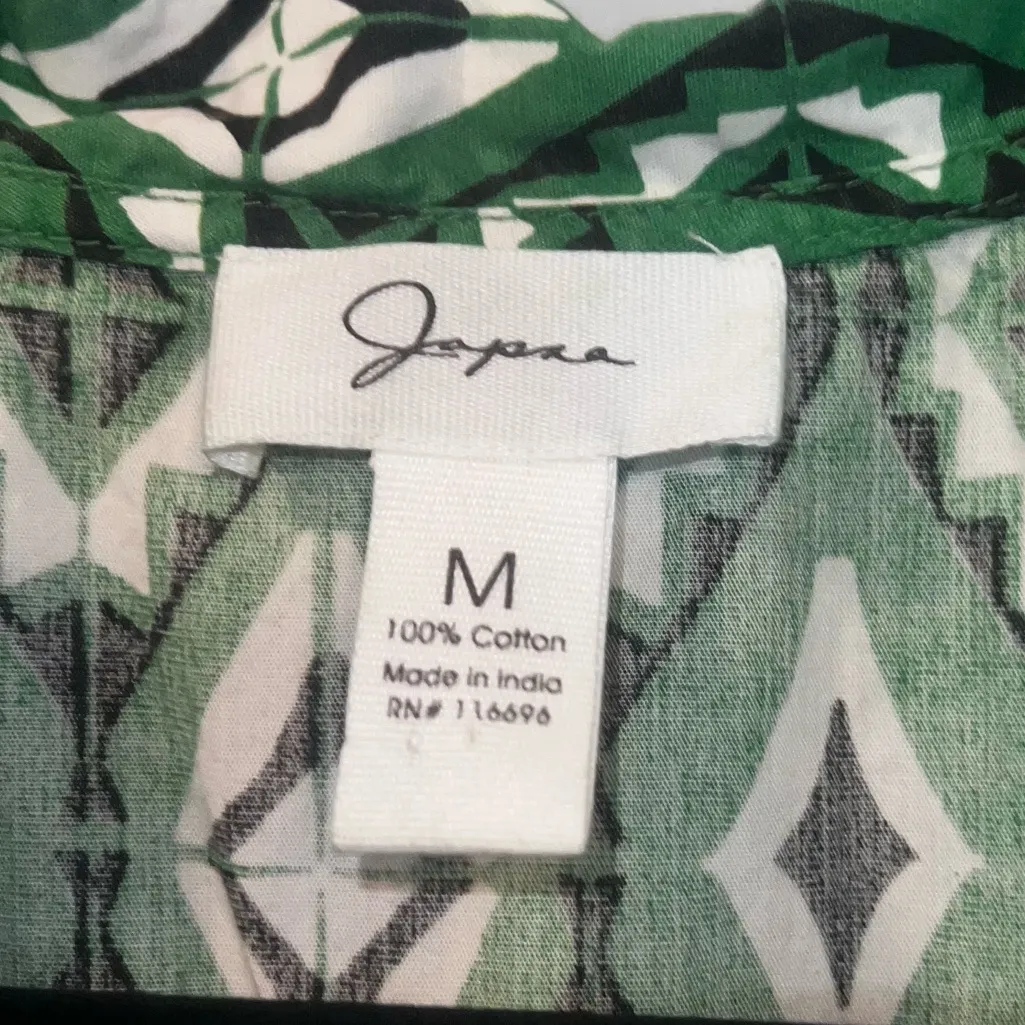 Japna
M
100% Cotton
Made in India
RN# 116696